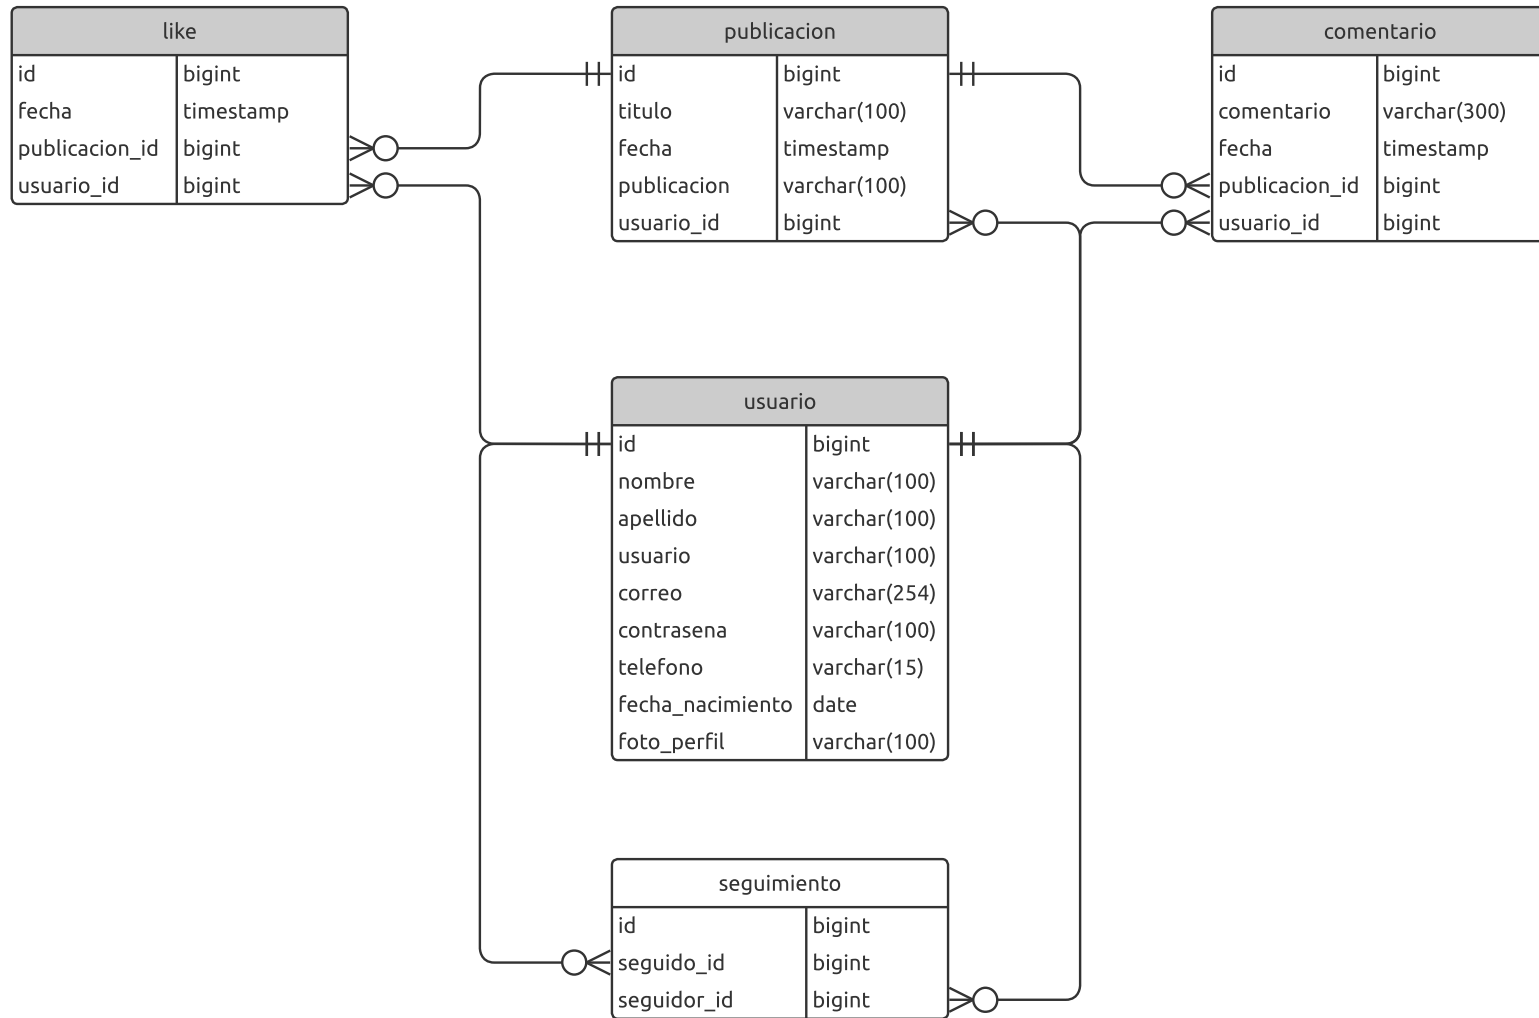 like
id bigint
fecha timestamp
publicacion_id bigint
usuario_id bigint
publicacion
id bigint
titulo varchar(100)
fecha timestamp
publicacion varchar(100)
usuario_id bigint
comentario
id bigint
comentario varchar(300)
fecha timestamp
publicacion_id bigint
usuario_id bigint
usuario
id bigint
nombre varchar(100)
apellido varchar(100)
usuario varchar(100)
correo varchar(254)
contrasena varchar(100)
telefono varchar(15)
fecha_nacimiento date
foto_perfil varchar(100)
seguimiento
id bigint
seguido_id bigint
seguidor_id bigint